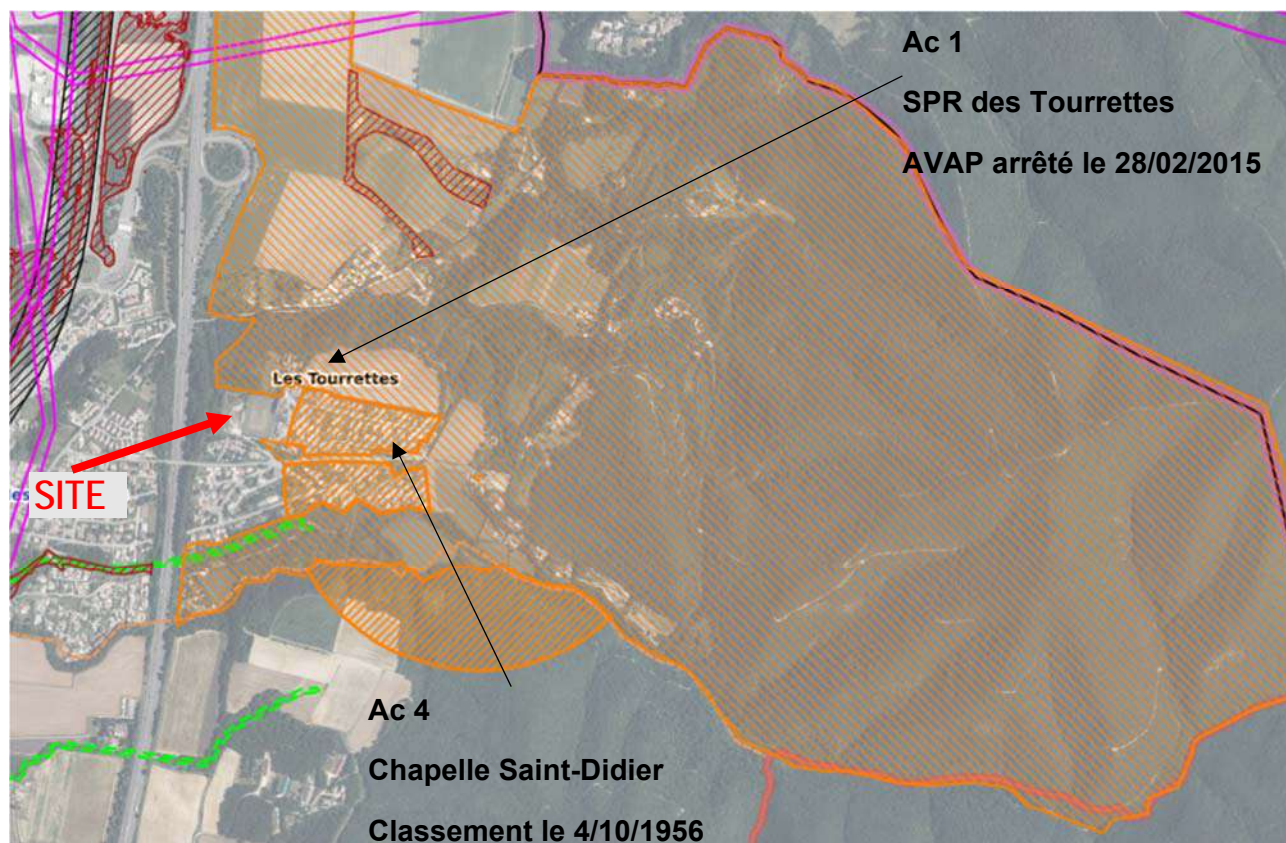 Ac 1
SPR des Tourrettes
AVAP arrêté le 28/02/2015
Les Tourrettes
SITE
es
Ac 4
Chapelle Saint-Didier
Classement le 4/10/1956